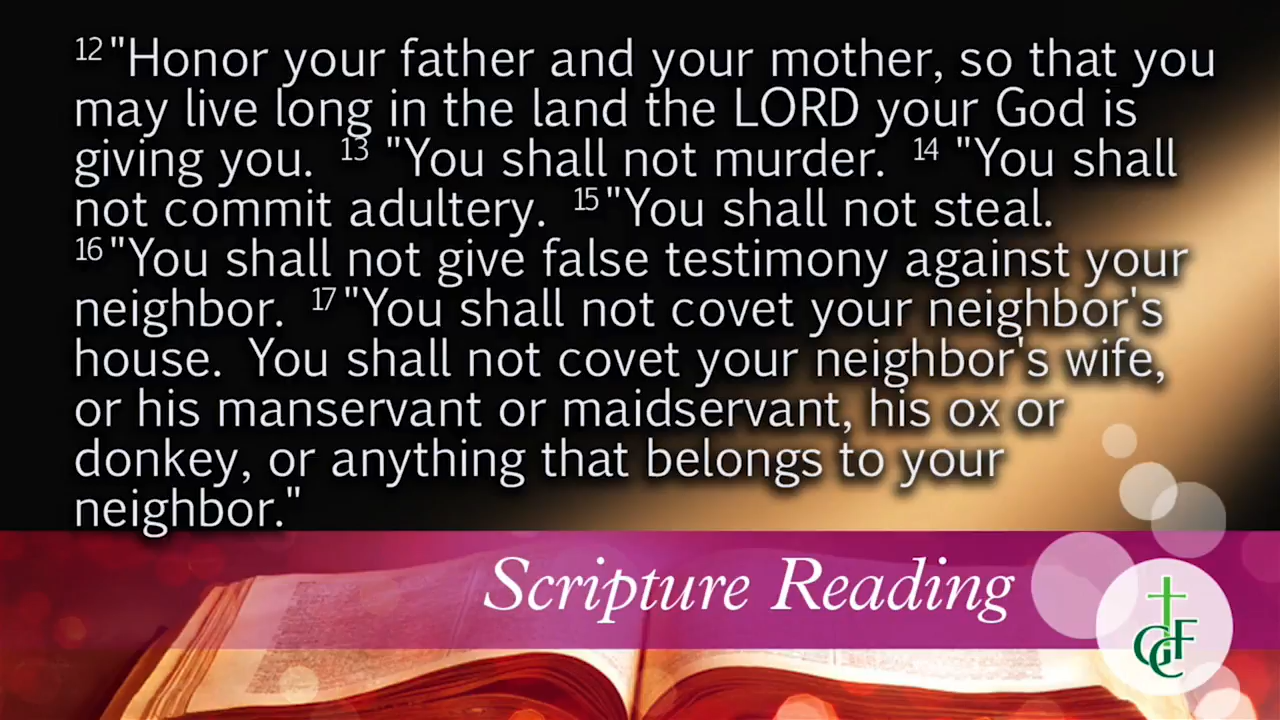 12 "Honor your father and your mother, so that you
may live long in the land the LORD your God is
giving you. 13 "You shall not murder. 14 "You shall
not commit adultery. 15 "You shall not steal.
16 "You shall not give false testimony against your
neighbor. 17 "You shall not covet your neighbor's
house. You shall not covet your neighbor's wife,
or his manservant or maidservant, his ox or
donkey, or anything that belongs to your
neighbor."
Scripture Reading
GCF